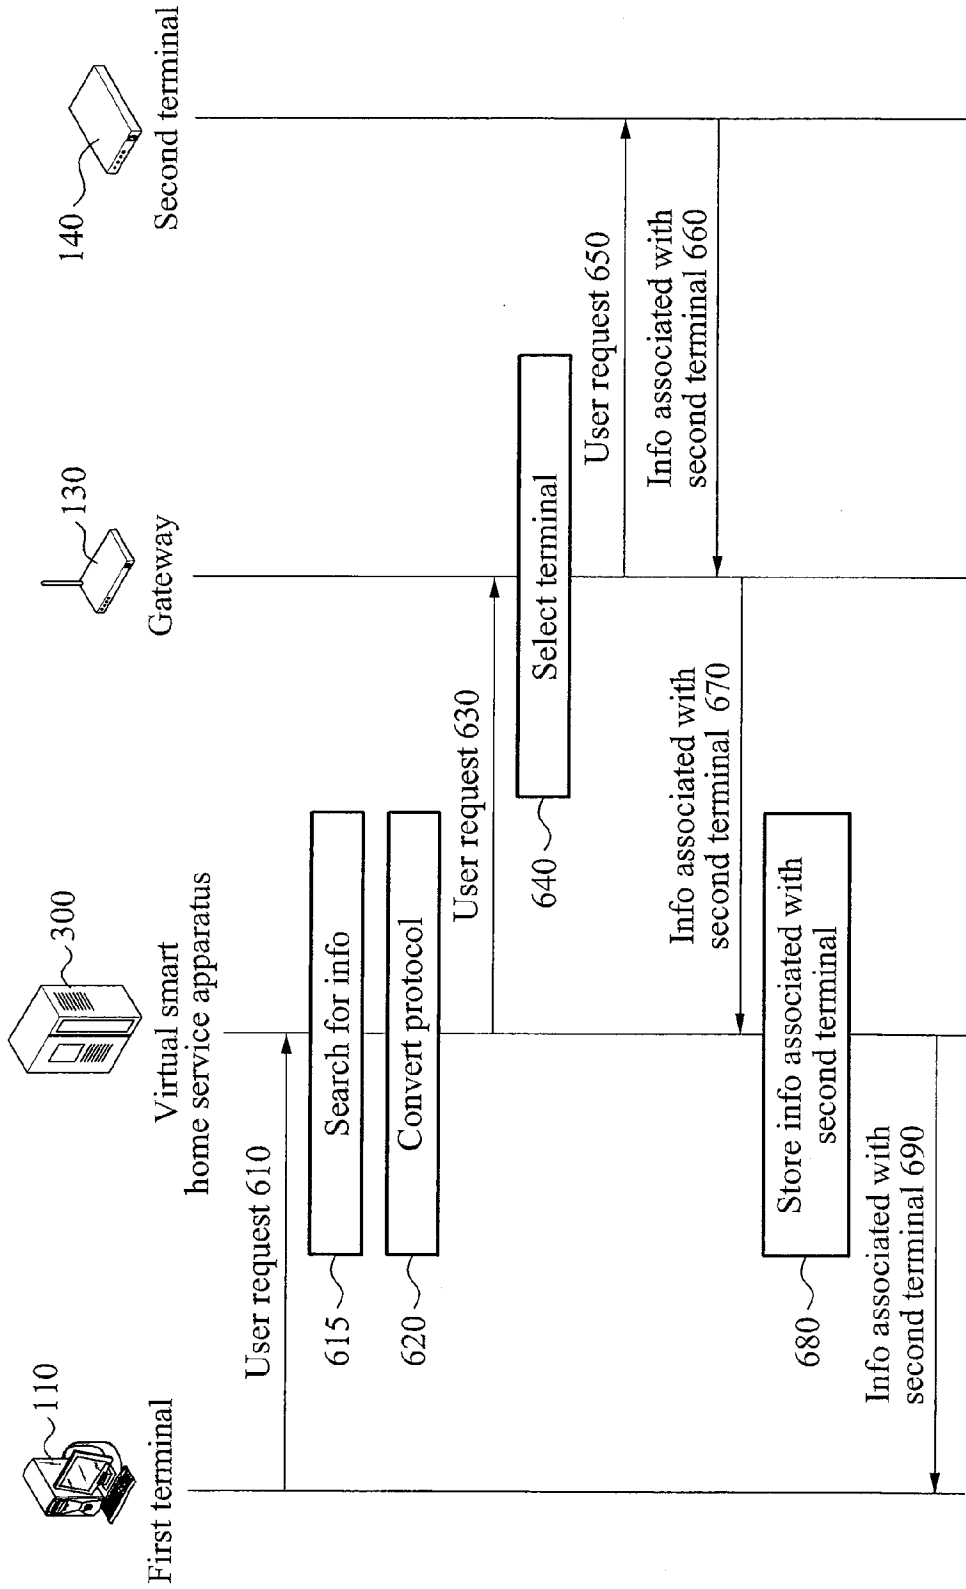 110
First terminal
300
Virtual smart
home service apparatus
130
Gateway
140
Second terminal
User request 610
615
Search for info
620
Convert protocol
User request 630
640
Select terminal
User request 650
Info associated with
second terminal 660
Info associated with
second terminal 670
680
Store info associated with
second terminal
Info associated with
second terminal 690